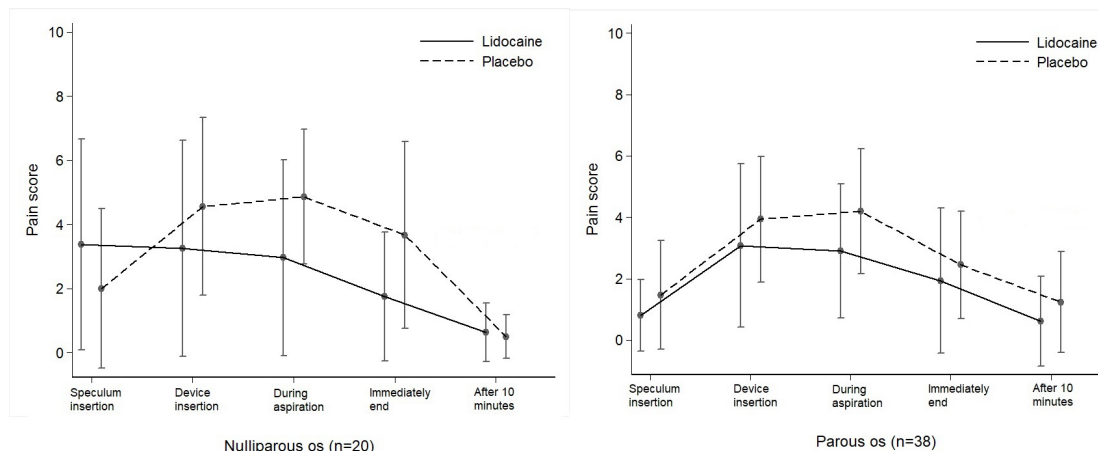 10
8
6
4
2
0
Pain score
Lidocaine
Placebo
Speculum
insertion
Device
insertion
During
aspiration
Immediately
end
After 10
minutes
Nulliparous os (n=20)
10
8
6
4
2
0
Pain score
Lidocaine
Placebo
Speculum
insertion
Device
insertion
During
aspiration
Immediately
end
After 10
minutes
Parous os (n=38)